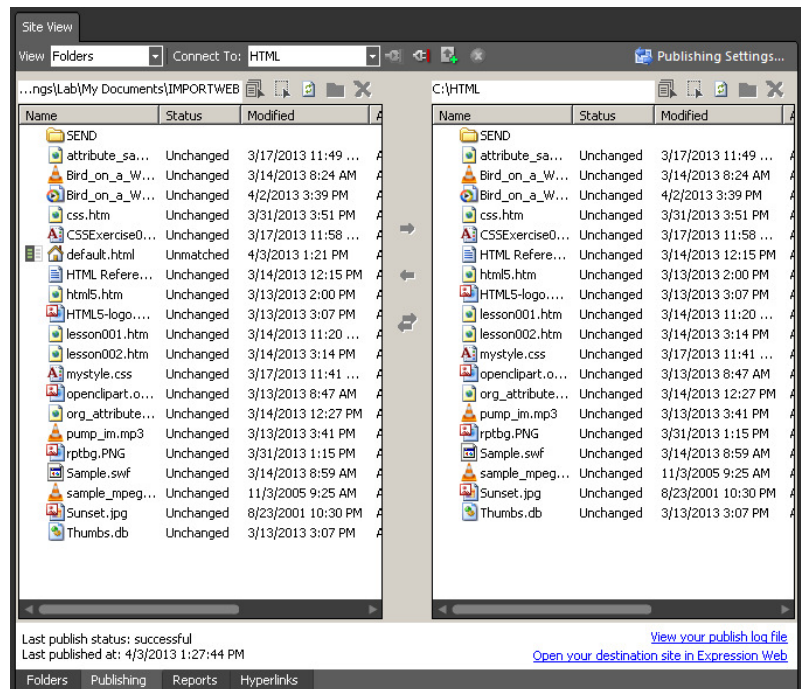 Site View
View Folders Connect To: HTML Publishing Settings...
...ngs\Lab\My Documents\IMPORTWEB
Name Status Modified A
SEND
attribute_sa... Unchanged 3/17/2013 11:49 ... A
Bird_on_a_W... Unchanged 3/14/2013 8:24 AM A
Bird_on_a_W... Unchanged 4/2/2013 3:39 PM A
css.htm Unchanged 3/31/2013 3:51 PM A
CSSExercise0... Unchanged 3/17/2013 11:58 ... A
default.html Unmatched 4/3/2013 1:21 PM A
HTML Refere... Unchanged 3/14/2013 12:15 PM A
html5.htm Unchanged 3/13/2013 2:00 PM A
HTML5-logo.... Unchanged 3/13/2013 3:07 PM A
lesson001.htm Unchanged 3/14/2013 11:20 ... A
lesson002.htm Unchanged 3/14/2013 3:14 PM A
mystyle.css Unchanged 3/17/2013 11:41 ... A
openclipart.o... Unchanged 3/13/2013 8:47 AM A
org_attribute... Unchanged 3/14/2013 12:27 PM A
pump_im.mp3 Unchanged 3/13/2013 3:41 PM A
rptbg.PNG Unchanged 3/31/2013 1:15 PM A
Sample.swf Unchanged 3/14/2013 8:59 AM A
sample_mpeg... Unchanged 11/3/2005 9:25 AM A
Sunset.jpg Unchanged 8/23/2001 10:30 PM A
Thumbs.db Unchanged 3/13/2013 3:07 PM A
C:\HTML
Name Status Modified A
SEND
attribute_sa... Unchanged 3/17/2013 11:49 ... A
Bird_on_a_W... Unchanged 3/14/2013 8:24 AM A
Bird_on_a_W... Unchanged 4/2/2013 3:39 PM A
css.htm Unchanged 3/31/2013 3:51 PM A
CSSExercise0... Unchanged 3/17/2013 11:58 ... A
HTML Refere... Unchanged 3/14/2013 12:15 PM A
html5.htm Unchanged 3/13/2013 2:00 PM A
HTML5-logo.... Unchanged 3/13/2013 3:07 PM A
lesson001.htm Unchanged 3/14/2013 11:20 ... A
lesson002.htm Unchanged 3/14/2013 3:14 PM A
mystyle.css Unchanged 3/17/2013 11:41 ... A
openclipart.o... Unchanged 3/13/2013 8:47 AM A
org_attribute... Unchanged 3/14/2013 12:27 PM A
pump_im.mp3 Unchanged 3/13/2013 3:41 PM A
rptbg.PNG Unchanged 3/31/2013 1:15 PM A
Sample.swf Unchanged 3/14/2013 8:59 AM A
sample_mpeg... Unchanged 11/3/2005 9:25 AM A
Sunset.jpg Unchanged 8/23/2001 10:30 PM A
Thumbs.db Unchanged 3/13/2013 3:07 PM A
Last publish status: successful
Last published at: 4/3/2013 1:27:44 PM
View your publish log file
Open your destination site in Expression Web
Folders Publishing Reports Hyperlinks